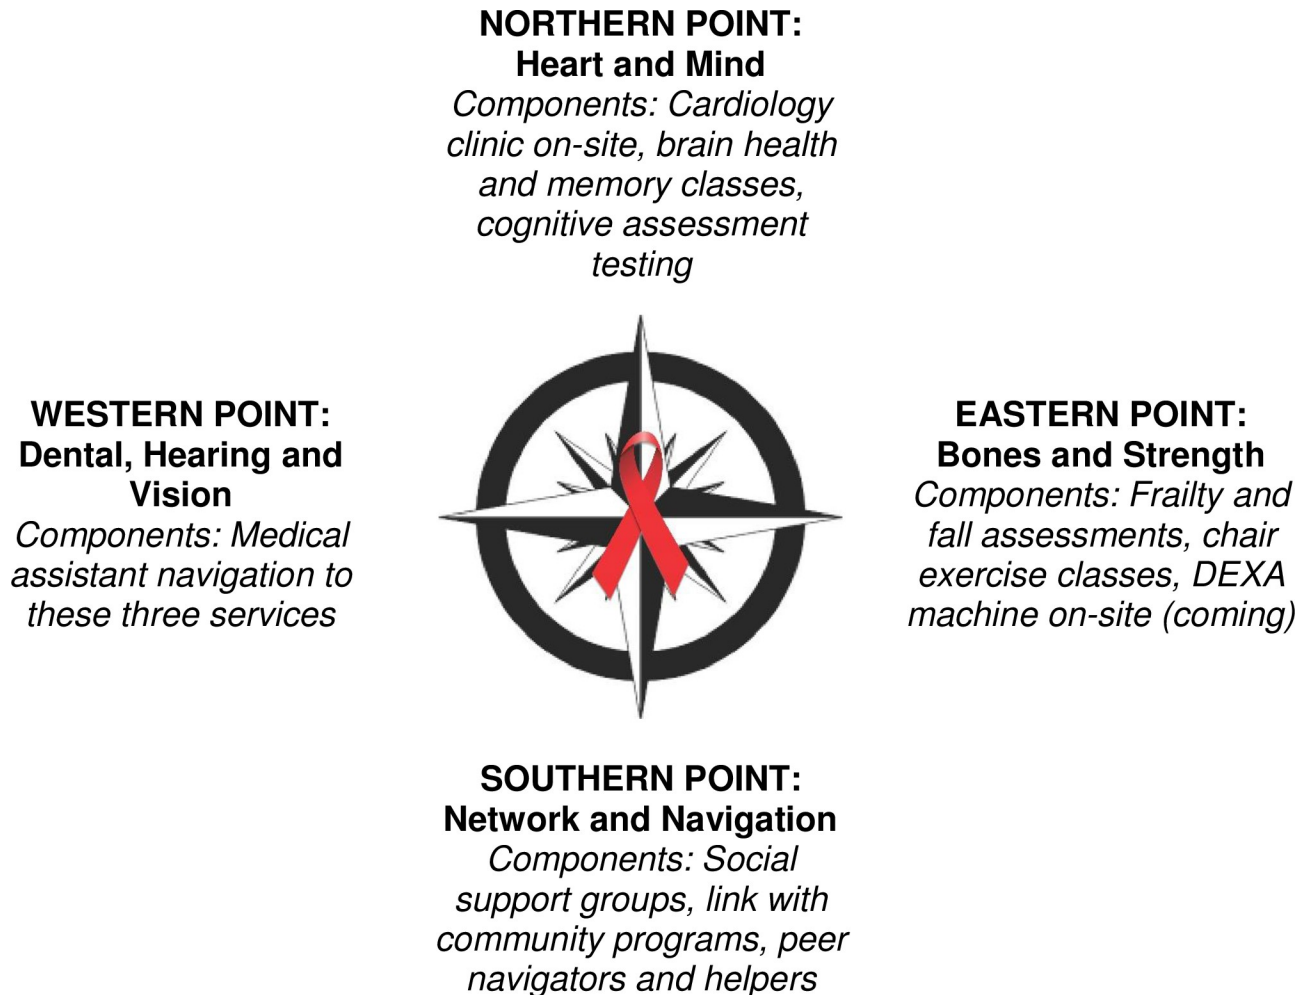 NORTHERN POINT:
Heart and Mind
Components: Cardiology
clinic on-site, brain health
and memory classes,
cognitive assessment
testing
WESTERN POINT:
Dental, Hearing and
Vision
Components: Medical
assistant navigation to
these three services
EASTERN POINT:
Bones and Strength
Components: Frailty and
fall assessments, chair
exercise classes, DEXA
machine on-site (coming)
SOUTHERN POINT:
Network and Navigation
Components: Social
support groups, link with
community programs, peer
navigators and helpers